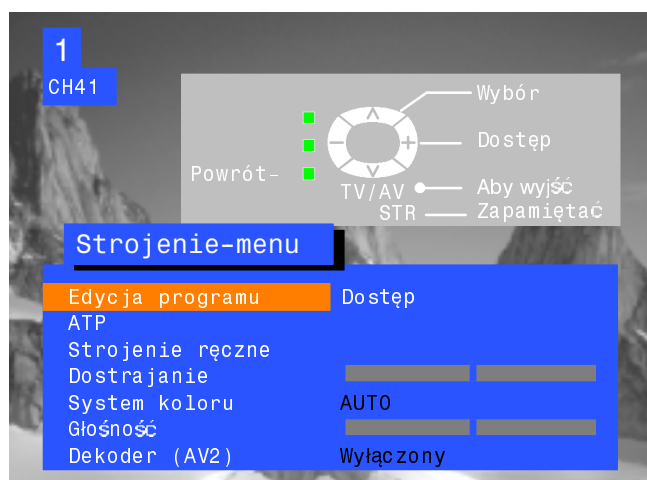 1
CH41
Wybór
Dostęp
Powrót-
TV/AV Aby wyjść
STR Zapamiętać
Strojenie-menu
Edycja programu Dostęp
ATP
Strojenie ręczne
Dostrajanie
System koloru AUTO
Głośność
Dekoder (AV2) Wyłączony